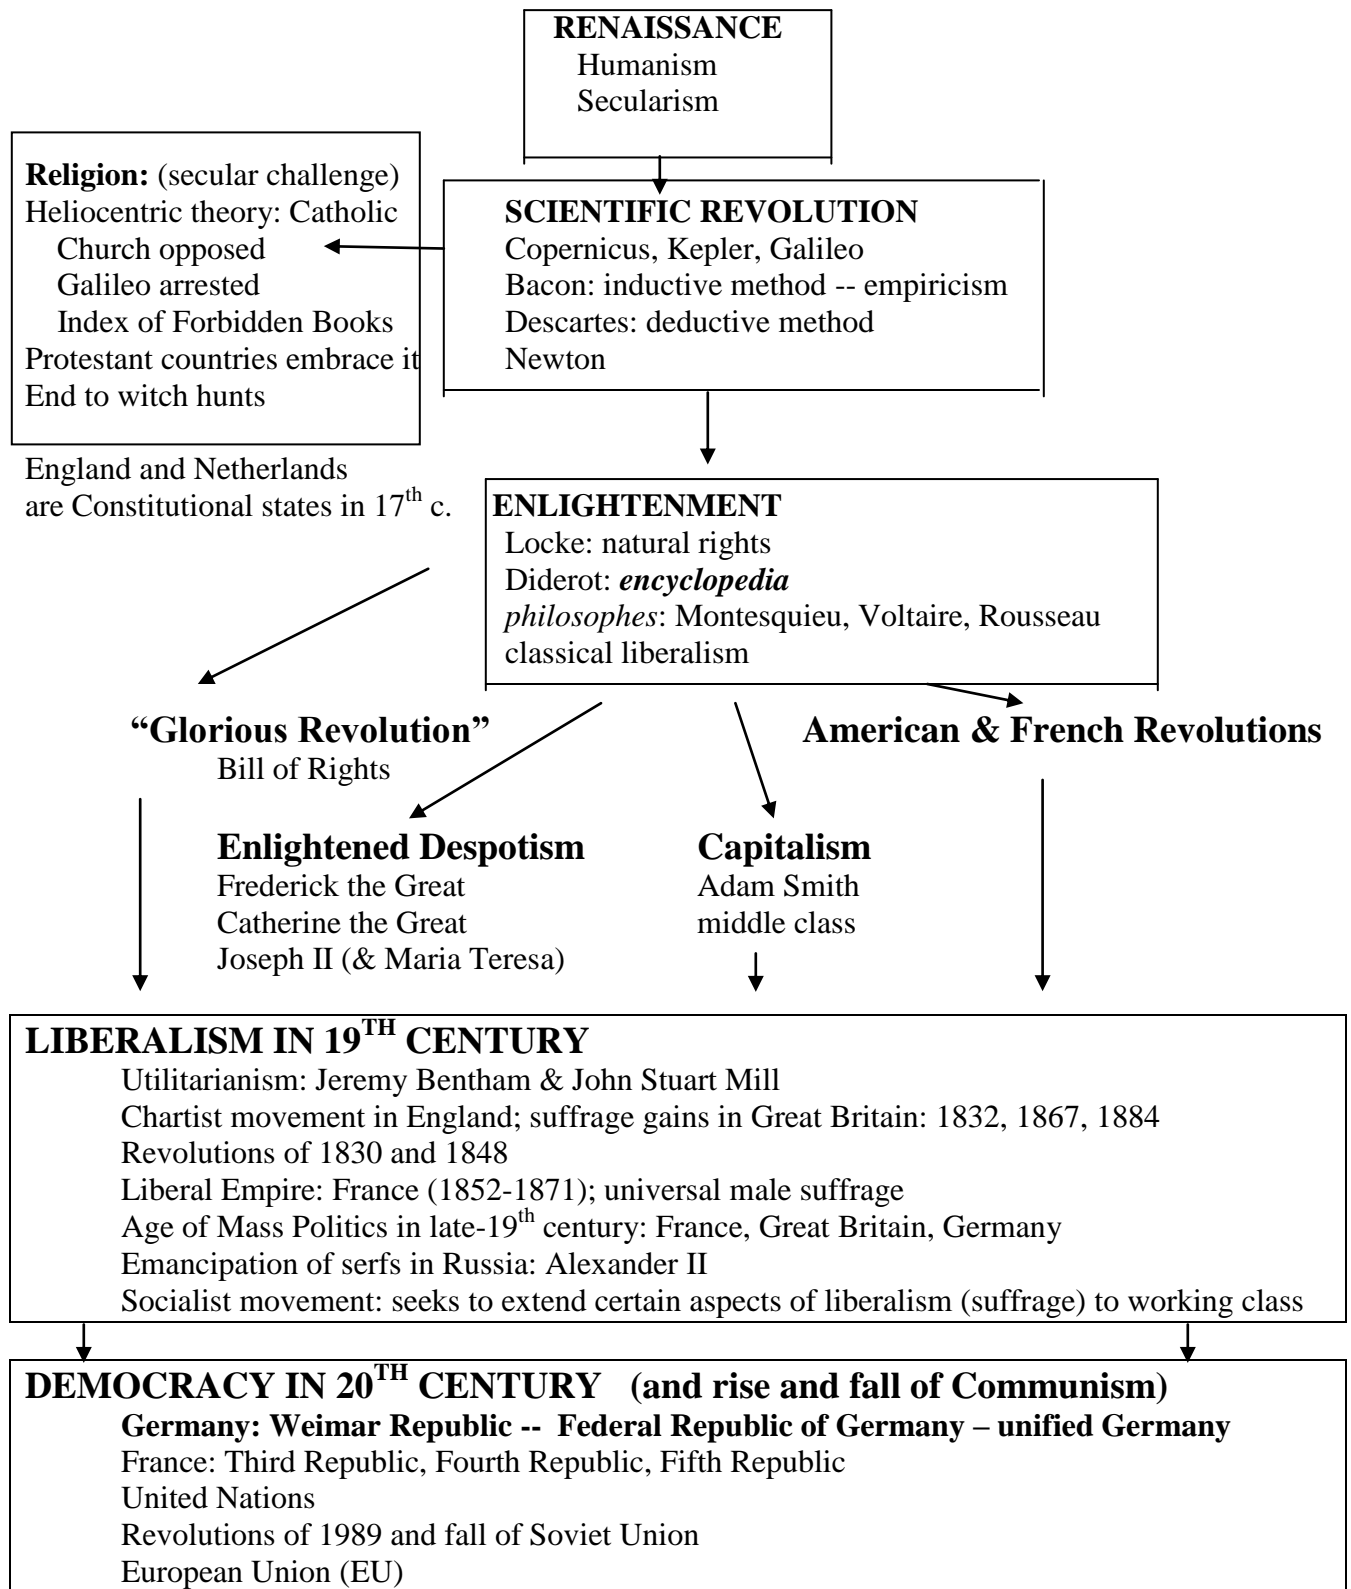 RENAISSANCE
Humanism
Secularism
Religion: (secular challenge)
Heliocentric theory: Catholic
Church opposed
Galileo arrested
Index of Forbidden Books
Protestant countries embrace it
End to witch hunts
SCIENTIFIC REVOLUTION
Copernicus, Kepler, Galileo
Bacon: inductive method -- empiricism
Descartes: deductive method
Newton
England and Netherlands
are Constitutional states in 17th c.
ENLIGHTENMENT
Locke: natural rights
Diderot: encyclopedia
philosophes: Montesquieu, Voltaire, Rousseau
classical liberalism
“Glorious Revolution”
Bill of Rights
American & French Revolutions
Enlightened Despotism
Frederick the Great
Catherine the Great
Joseph II (& Maria Teresa)
Capitalism
Adam Smith
middle class
LIBERALISM IN 19TH CENTURY
Utilitarianism: Jeremy Bentham & John Stuart Mill
Chartist movement in England; suffrage gains in Great Britain: 1832, 1867, 1884
Revolutions of 1830 and 1848
Liberal Empire: France (1852-1871); universal male suffrage
Age of Mass Politics in late-19th century: France, Great Britain, Germany
Emancipation of serfs in Russia: Alexander II
Socialist movement: seeks to extend certain aspects of liberalism (suffrage) to working class
DEMOCRACY IN 20TH CENTURY (and rise and fall of Communism)
Germany: Weimar Republic -- Federal Republic of Germany – unified Germany
France: Third Republic, Fourth Republic, Fifth Republic
United Nations
Revolutions of 1989 and fall of Soviet Union
European Union (EU)